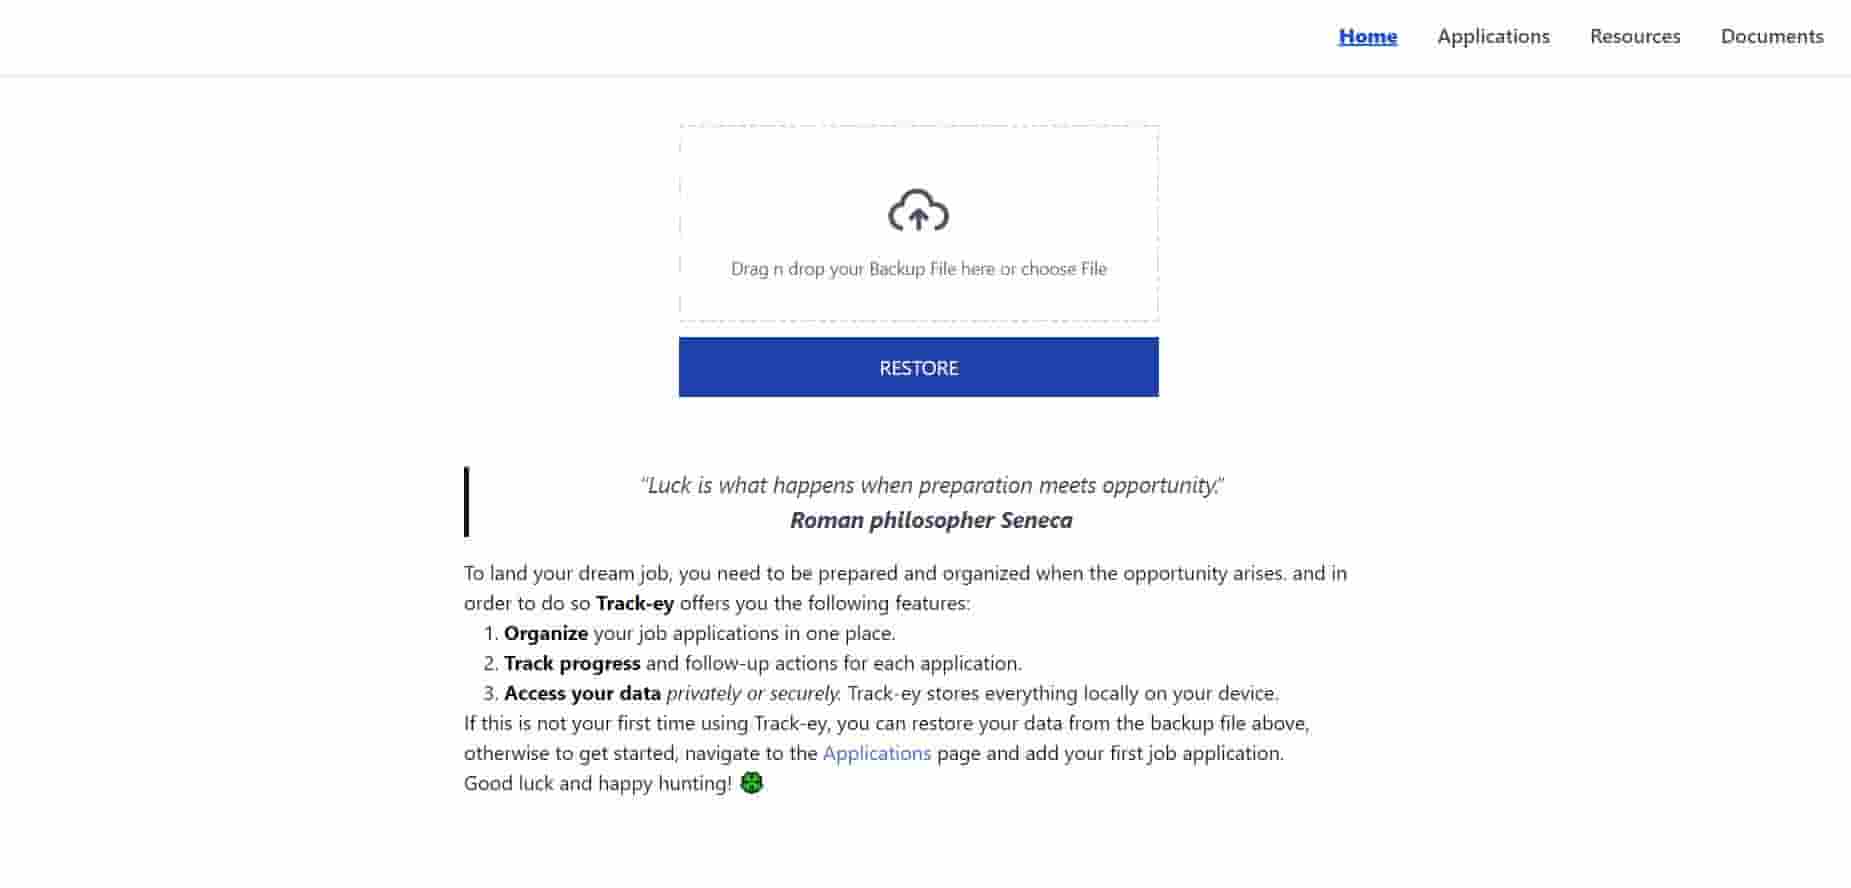 Home Applications Resources Documents
Drag n drop your Backup File here or choose File
RESTORE
“Luck is what happens when preparation meets opportunity.”
Roman philosopher Seneca
To land your dream job, you need to be prepared and organized when the opportunity arises. and in
order to do so Track-ey offers you the following features:
1. Organize your job applications in one place.
2. Track progress and follow-up actions for each application.
3. Access your data privately or securely. Track-ey stores everything locally on your device.
If this is not your first time using Track-ey, you can restore your data from the backup file above,
otherwise to get started, navigate to the Applications page and add your first job application.
Good luck and happy hunting! 🍀